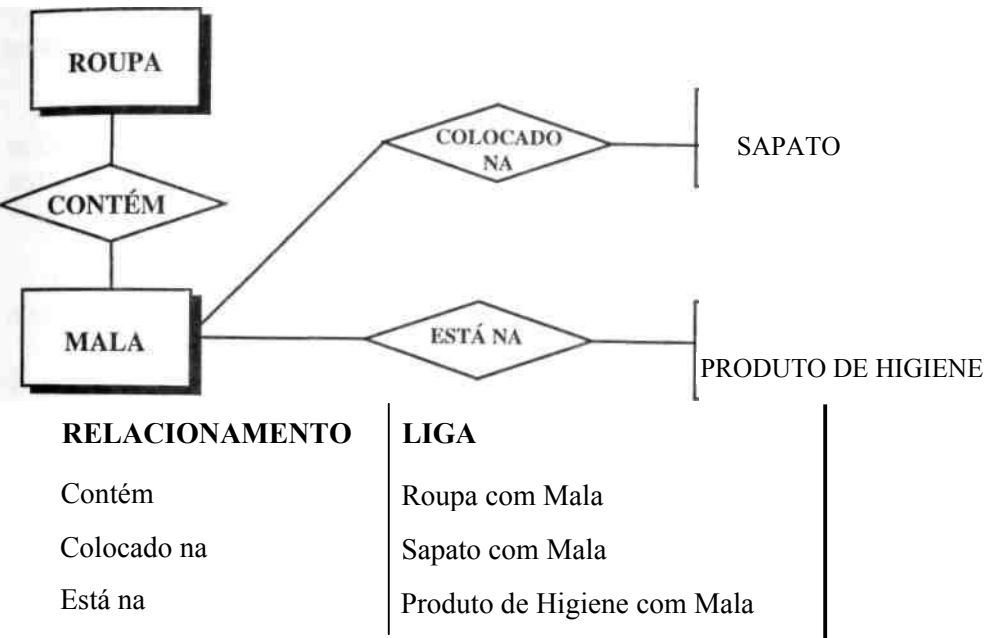 ROUPA
COLOCADO
NA
SAPATO
CONTÉM
MALA
ESTÁ NA
PRODUTO DE HIGIENE
RELACIONAMENTO LIGA
Contém Roupa com Mala
Colocado na Sapato com Mala
Está na Produto de Higiene com Mala